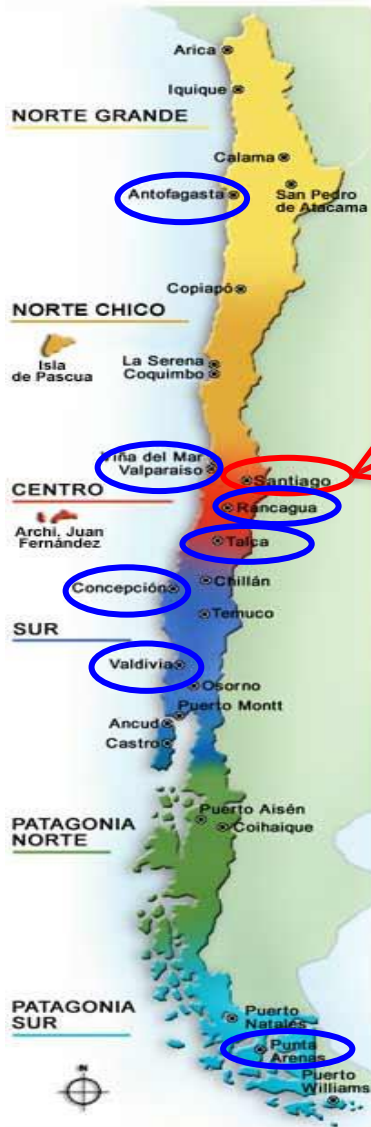 Arica
Iquique
NORTE GRANDE
Calama
Antofagasta
San Pedro
de Atacama
Copiapó
NORTE CHICO
Isla
de Pascua
La Serena
Coquimbo
Viña del Mar
Valparaíso
Santiago
CENTRO
Rancagua
Archi. Juan
Fernández
Talca
Chillán
Concepción
Temuco
SUR
Valdivia
Osorno
Puerto Montt
Ancud
Castro
Puerto Aisén
Coihaique
PATAGONIA
NORTE
PATAGONIA
SUR
Puerto
Natales
Punta
Arenas
Puerto
Williams
N